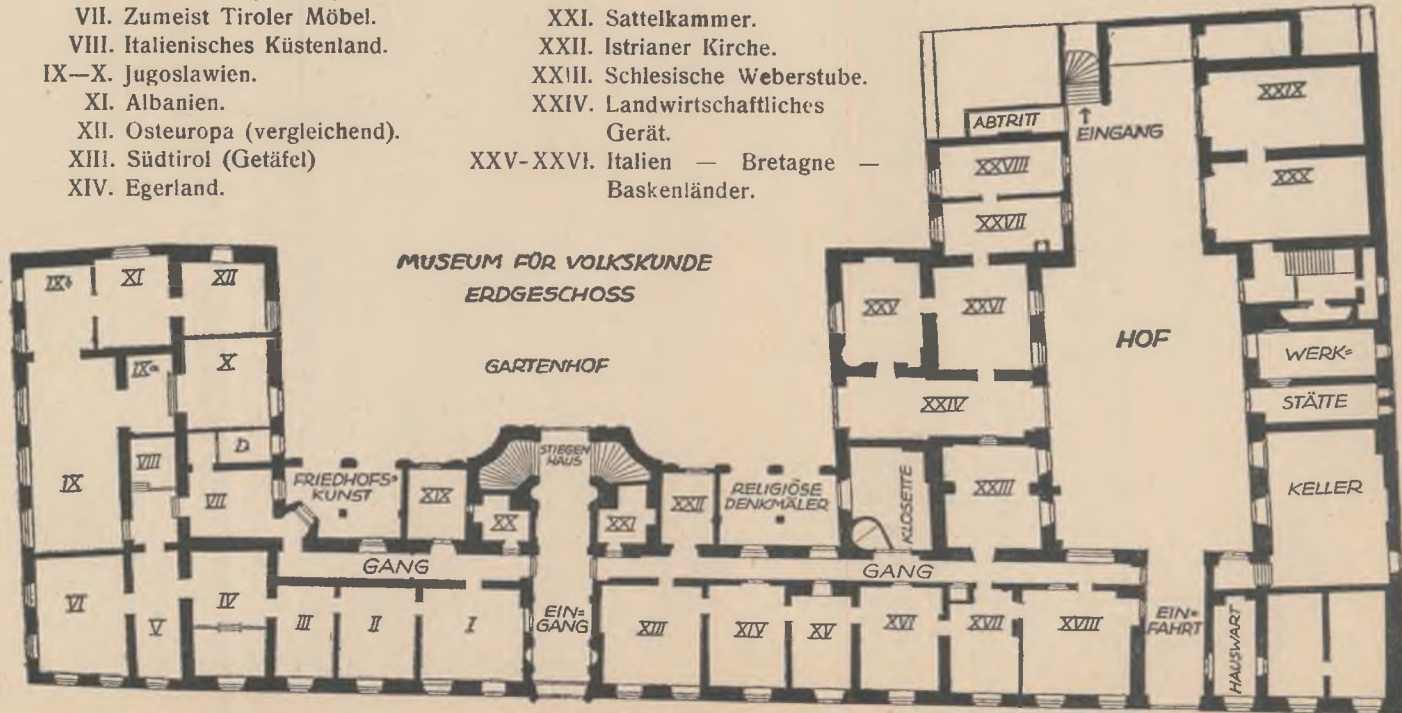 VII. Zumeist Tiroler Möbel.
VIII. Italienisches Küstenland.
IX—X. Jugoslawien.
XI. Albanien.
XII. Osteuropa (vergleichend).
XIII. Südtirol (Getäfel)
XIV. Egerland.
XXI. Sattelkammer.
XXII. Istrianer Kirche.
XXIII. Schlesische Weberstube.
XXIV. Landwirtschaftliches
Gerät.
XXV-XXVI. Italien — Bretagne —
Baskenländer.
MUSEUM FÜR VOLKSKUNDE
ERDGESCHOSS
GARTENHOF
ABTRITT
EINGANG
XXIX
XXVIII
XXX
XXVII
IXb
XI
XII
XXV
XXVI
HOF
WERK=
STÄTTE
IXa
X
XXIV
D.
VIII
IX
VII
FRIEDHOFS=
KUNST
XIX
XX
STIEGEN
HAUS
XXI
XXII
RELIGIÖSE
DENKMÄLER
KLOSETTE
XXIII
KELLER
GANG
GANG
VI
V
IV
III
II
I
EIN=
GANG
XIII
XIV
XV
XVI
XVII
XVIII
EIN=
FAHRT
HAUSWART